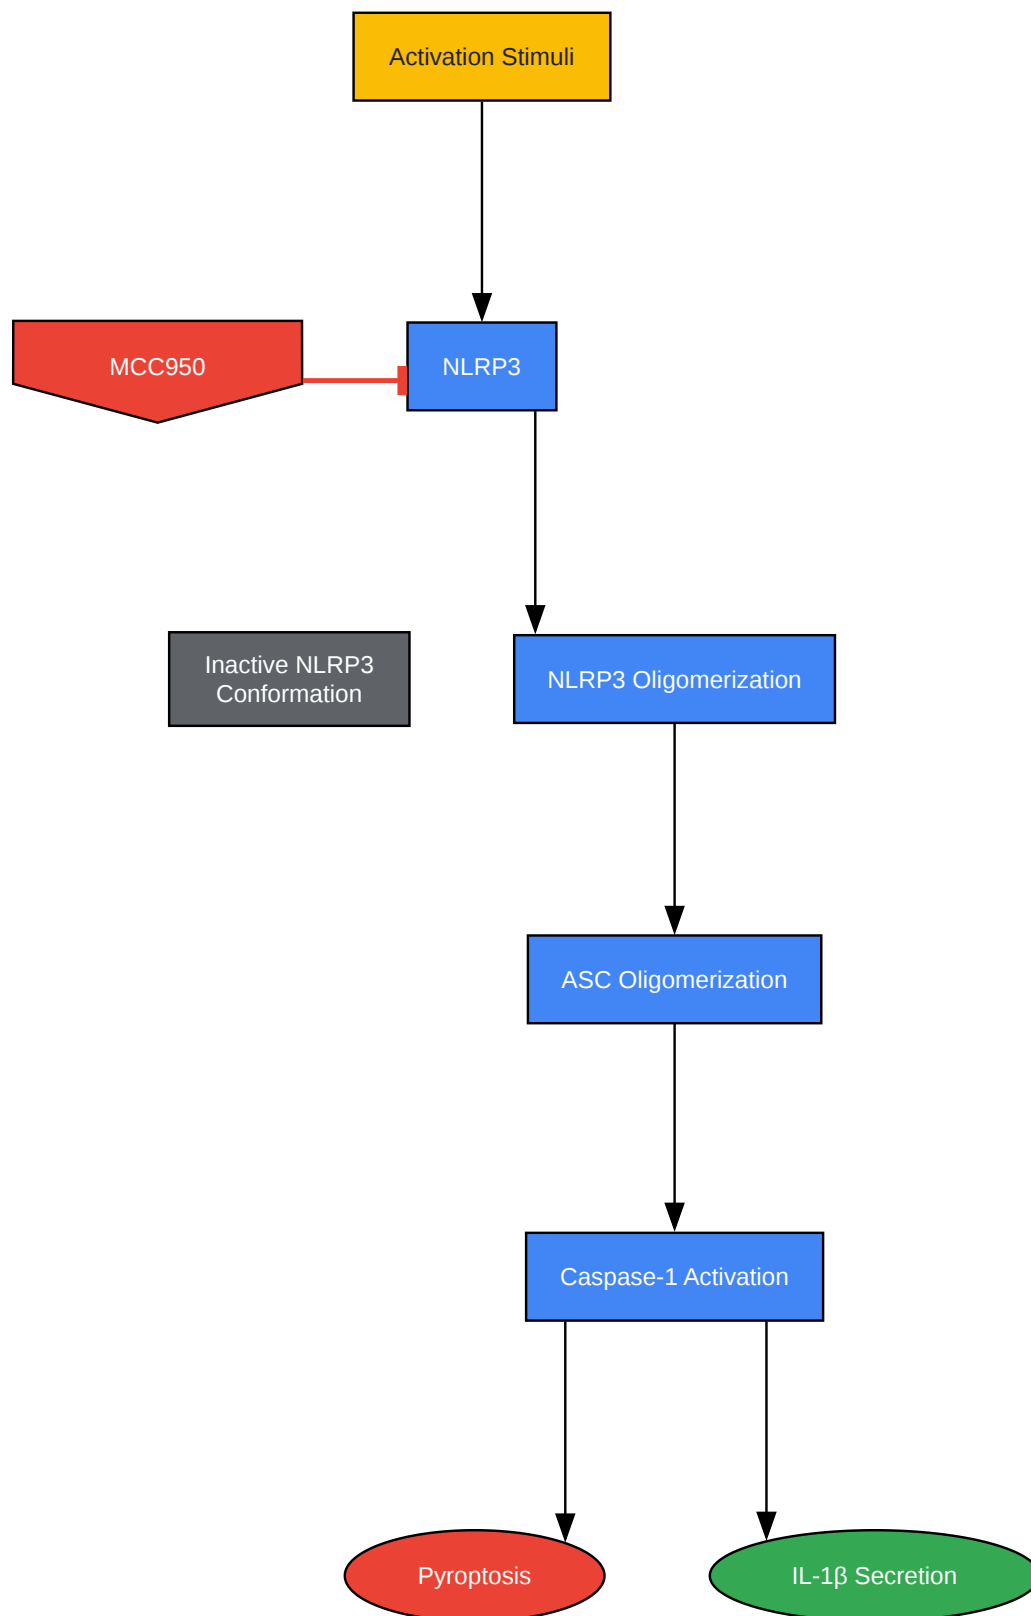 Activation Stimuli
MCC950
NLRP3
Inactive NLRP3
Conformation
NLRP3 Oligomerization
ASC Oligomerization
Caspase-1 Activation
Pyroptosis
IL-1β Secretion